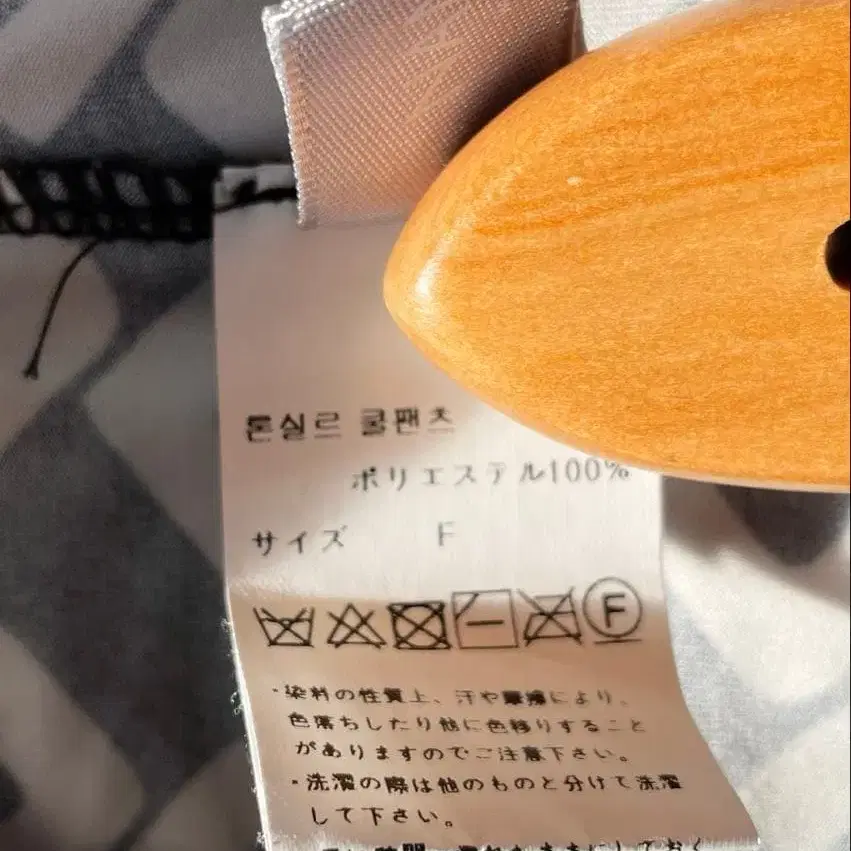 톤실르 쿨팬츠
ポリエステル100%
サイズ F
F
・染料の性質上、汗や摩擦により、
色落ちしたり他に色移りすること
がありますのでご注意下さい。
・洗濯の際は他のものと分けて洗濯
して下さい。